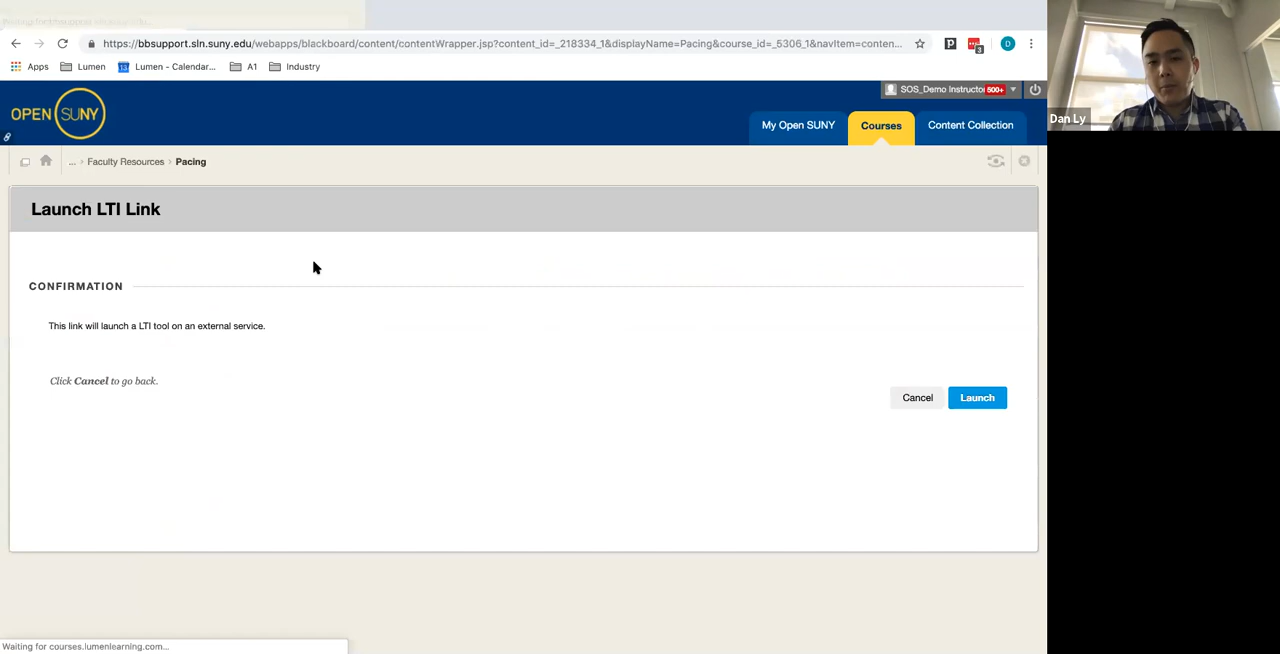 https://bbsupport.sln.suny.edu/webapps/blackboard/content/contentWrapper.jsp?content_id=_218334_1&displayName=Pacing&course_id=_5306_1&navItem=conten...
3
D
Apps
Lumen
Lumen - Calendar...
A1
Industry
SOS_Demo Instructor
500+
OPEN SUNY
My Open SUNY
Courses
Content Collection
Dan Ly
... Faculty Resources Pacing
Launch LTI Link
CONFIRMATION
This link will launch a LTI tool on an external service.
Click Cancel to go back.
Cancel
Launch
Waiting for courses.lumenlearning.com...